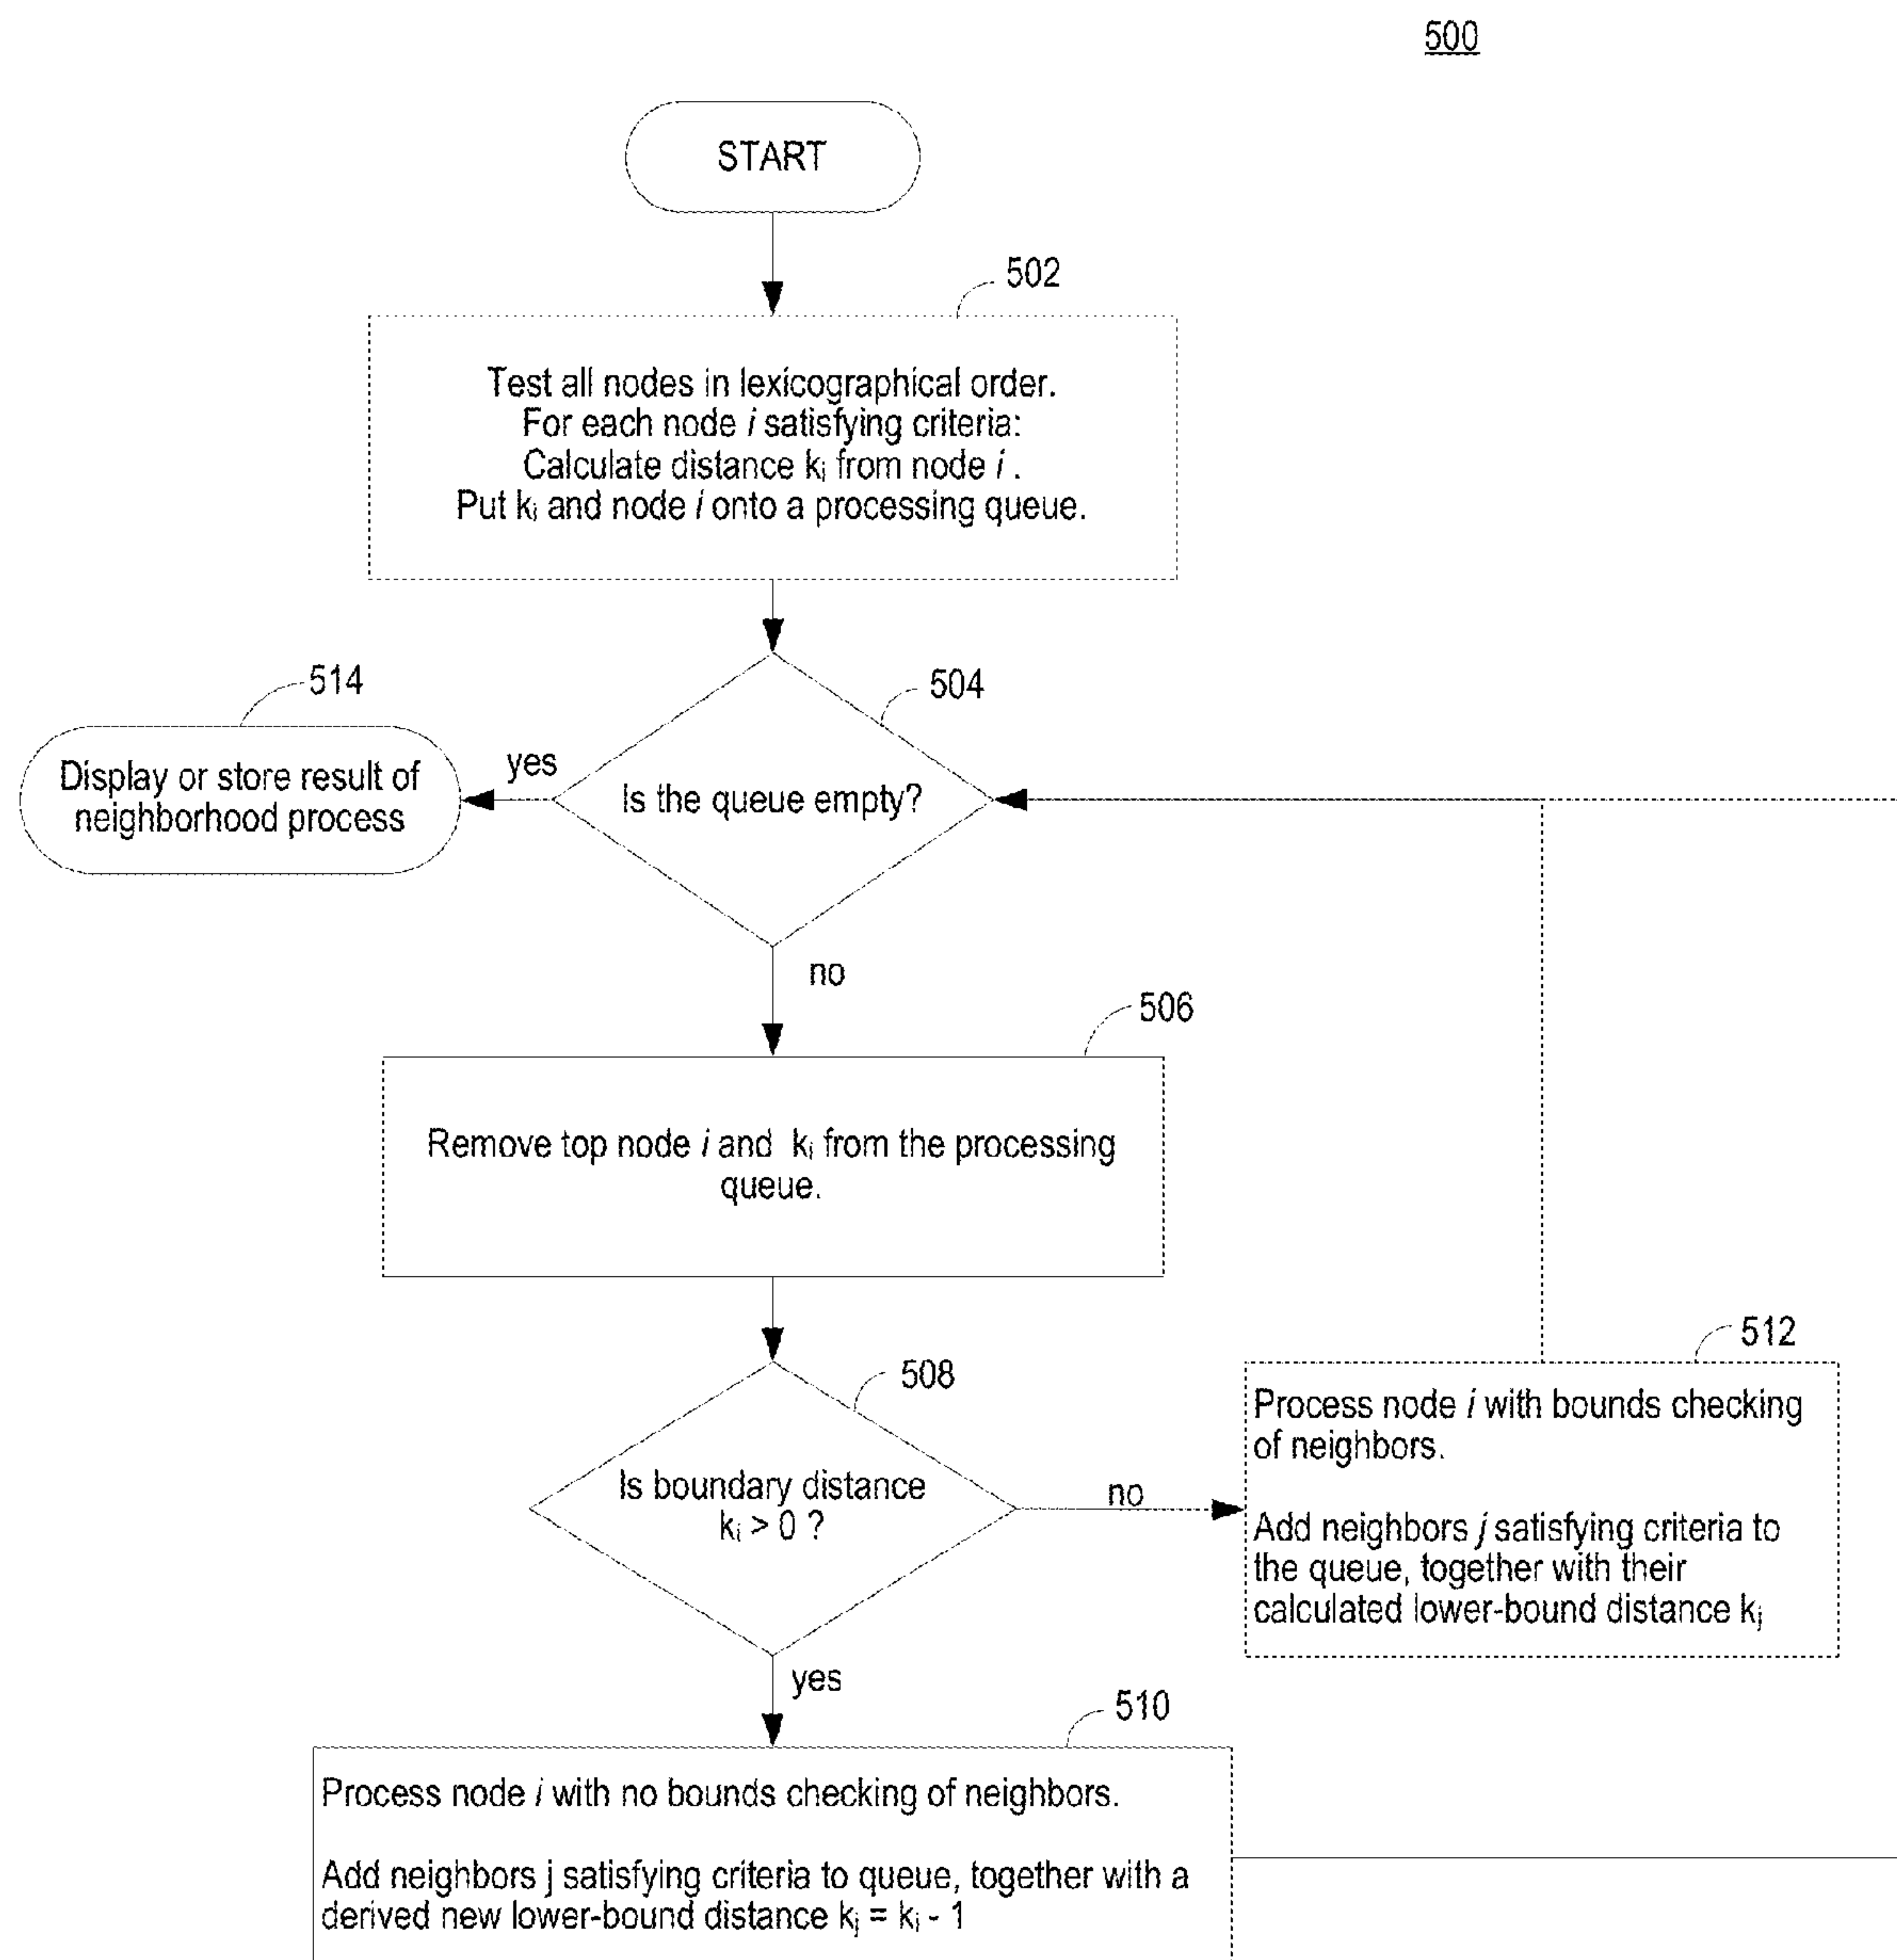 500
START
502
Test all nodes in lexicographical order.
For each node i satisfying criteria:
Calculate distance ki from node i .
Put ki and node i onto a processing queue.
514
504
Display or store result of
neighborhood process
yes
Is the queue empty?
no
506
Remove top node i and ki from the processing
queue.
508
512
Is boundary distance
ki > 0 ?
no
Process node i with bounds checking
of neighbors.
Add neighbors j satisfying criteria to
the queue, together with their
calculated lower-bound distance kj
yes
510
Process node i with no bounds checking of neighbors.
Add neighbors j satisfying criteria to queue, together with a
derived new lower-bound distance kj = ki - 1